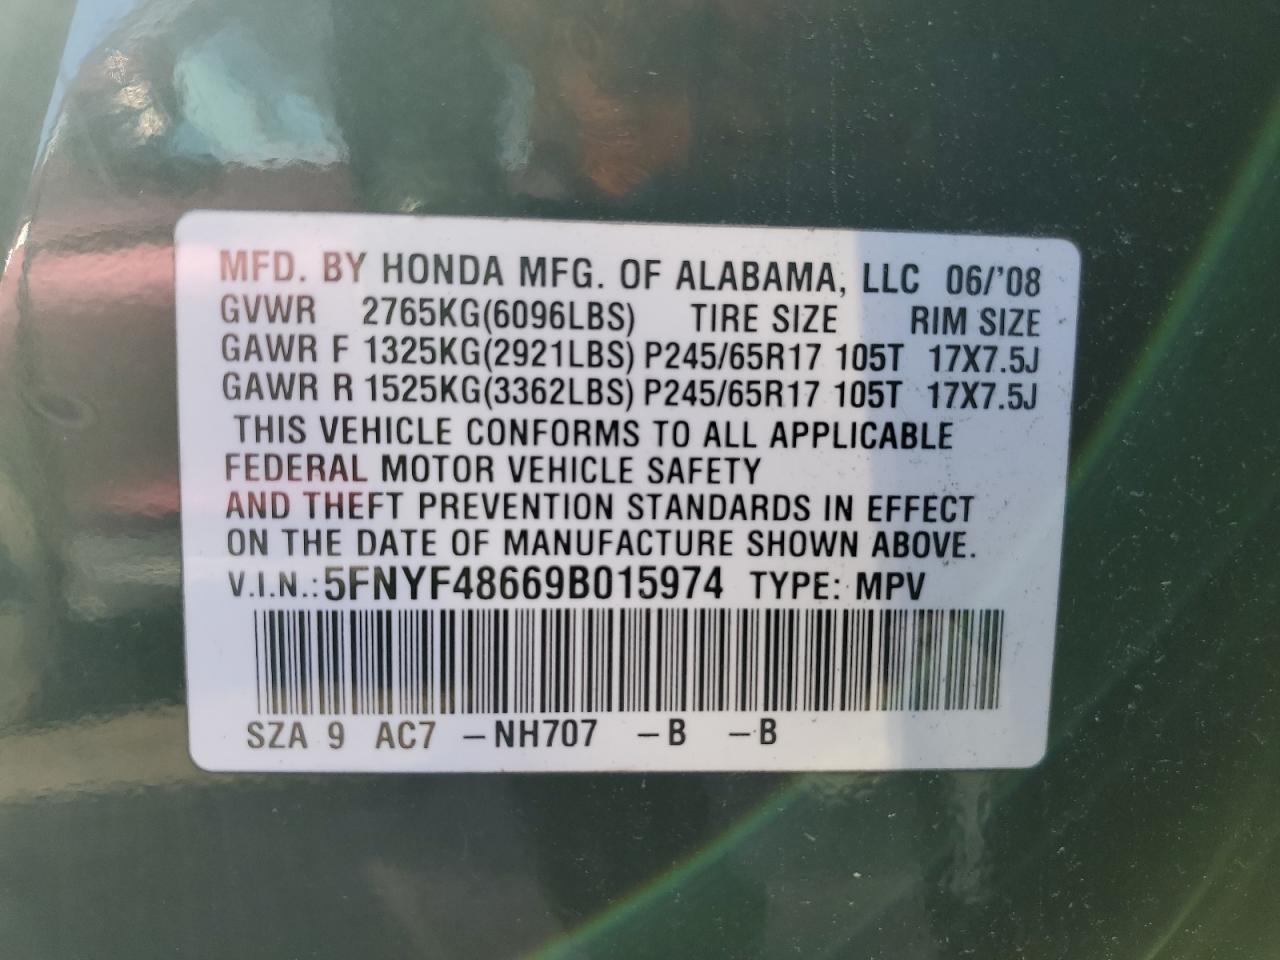 MFD. BY HONDA MFG. OF ALABAMA, LLC 06/'08
GVWR 2765KG(6096LBS) TIRE SIZE RIM SIZE
GAWR F 1325KG(2921LBS) P245/65R17 105T 17X7.5J
GAWR R 1525KG(3362LBS) P245/65R17 105T 17X7.5J
THIS VEHICLE CONFORMS TO ALL APPLICABLE
FEDERAL MOTOR VEHICLE SAFETY
AND THEFT PREVENTION STANDARDS IN EFFECT
ON THE DATE OF MANUFACTURE SHOWN ABOVE.
V.I.N.:5FNYF48669B015974 TYPE: MPV
SZA 9 AC7 -NH707 -B -B